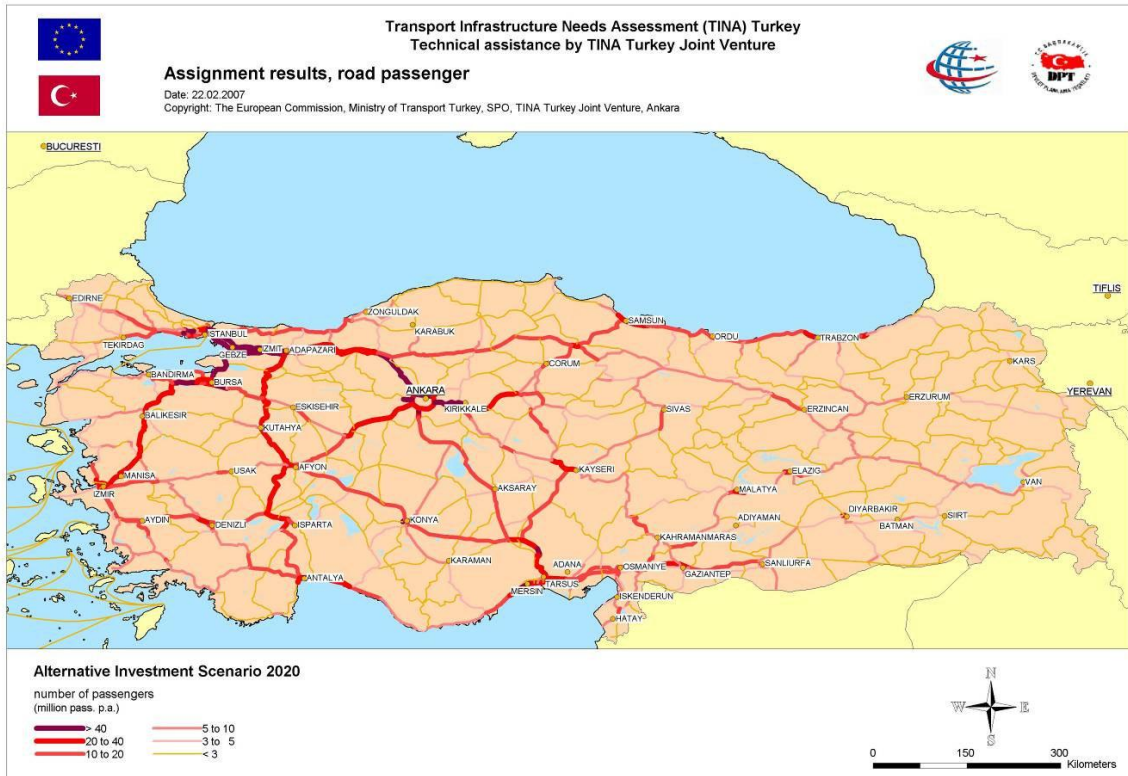 Transport Infrastructure Needs Assessment (TINA) Turkey
Technical assistance by TINA Turkey Joint Venture
Assignment results, road passenger
Date: 22.02.2007
Copyright: The European Commission, Ministry of Transport Turkey, SPO, TINA Turkey Joint Venture, Ankara
DPT
BUCURESTI
TIFLIS
EDIRNE
ZONGULDAK
SAMSUN
KARABUK
ISTANBUL
TEKIRDAG
ORDU
TRABZON
GEBZE
IZMIT
ADAPAZARI
KARS
CORUM
BANDIRMA
BURSA
YEREVAN
ANKARA
ERZURUM
KIRIKKALE
ESKISEHIR
SIVAS
ERZINCAN
BALIKESIR
KUTAHYA
MANISA
USAK
AFYON
KAYSERI
ELAZIG
IZMIR
AKSARAY
MALATYA
VAN
AYDIN
DENIZLI
ISPARTA
KONYA
ADIYAMAN
DIYARBAKIR
BATMAN
SIIRT
KAHRAMANMARAS
KARAMAN
ADANA
OSMANIYE
GAZIANTEP
SANLIURFA
ANTALYA
MERSIN
TARSUS
ISKENDERUN
HATAY
Alternative Investment Scenario 2020
number of passengers
(million pass. p.a.)
> 40
20 to 40
10 to 20
5 to 10
3 to 5
< 3
N
W
E
S
0 150 300
Kilometers